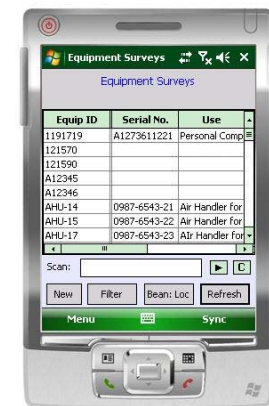 Equipment Surveys
Equipment Surveys
Equip ID Serial No. Use
1191719 A1273611221 Personal Comp
121570
121590
A12345
A12346
AHU-14 0987-6543-21 Air Handler for
AHU-15 0987-6543-22 Air Handler for
AHU-17 0987-6543-23 AIr Handler for
Scan: C
New Filter Bean: Loc Refresh
Menu Sync